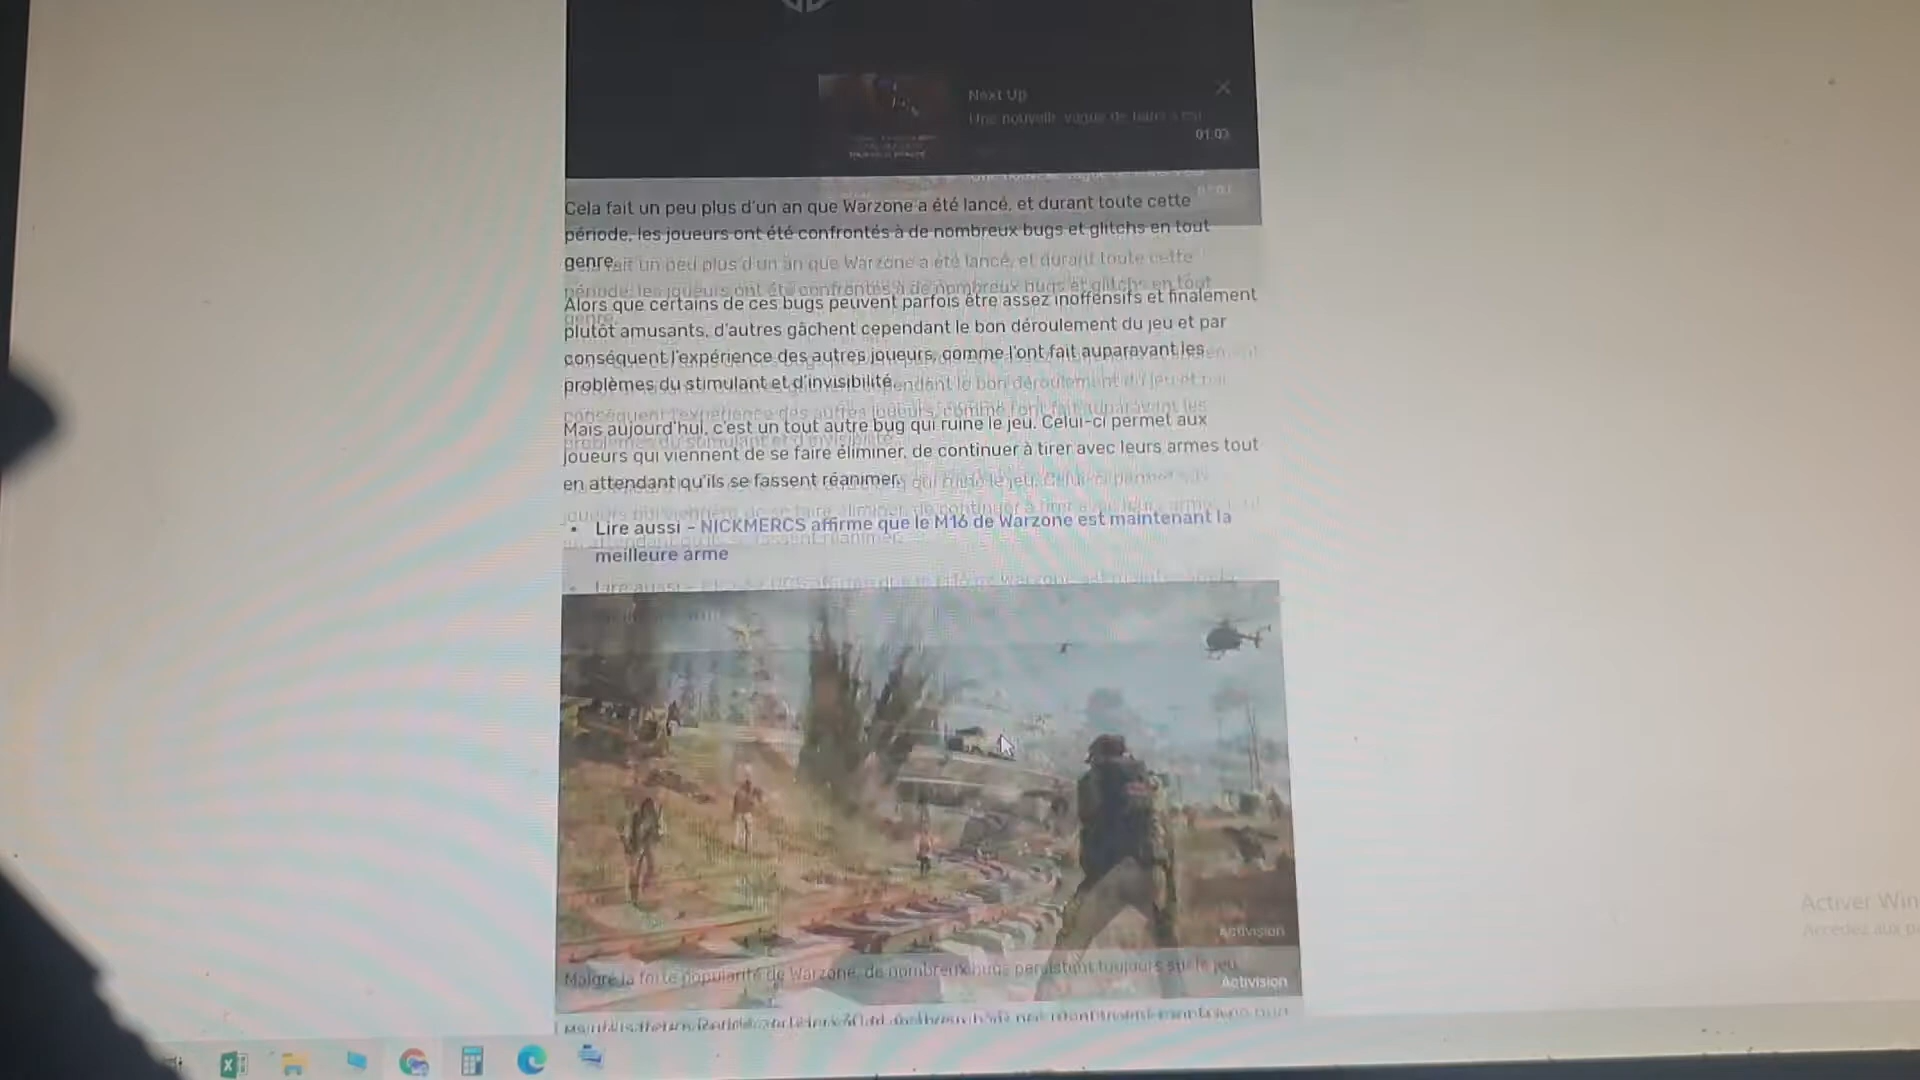 Next Up
Une nouvelle vague de bans
01:03
Cela fait un peu plus d'un an que Warzone a été lancé, et durant toute cette
période, les joueurs ont été confrontés à de nombreux bugs et glitchs en tout
genre.
Alors que certains de ces bugs peuvent parfois être assez inoffensifs et finalement
plutôt amusants, d'autres gâchent cependant le bon déroulement du jeu et par
conséquent l'expérience des autres joueurs, comme l'ont fait auparavant les
problèmes du stimulant et d'invisibilité.
Mais aujourd'hui, c'est un tout autre bug qui ruine le jeu. Celui-ci permet aux
joueurs qui viennent de se faire éliminer, de continuer à tirer avec leurs armes tout
en attendant qu'ils se fassent réanimer.
• Lire aussi – NICKMERCS affirme que le M16 de Warzone est maintenant la
meilleure arme
Activision
Malgré la forte popularité de Warzone, de nombreux bugs persistent toujours sur le jeu.
Activision
Activer Win
Accédez aux